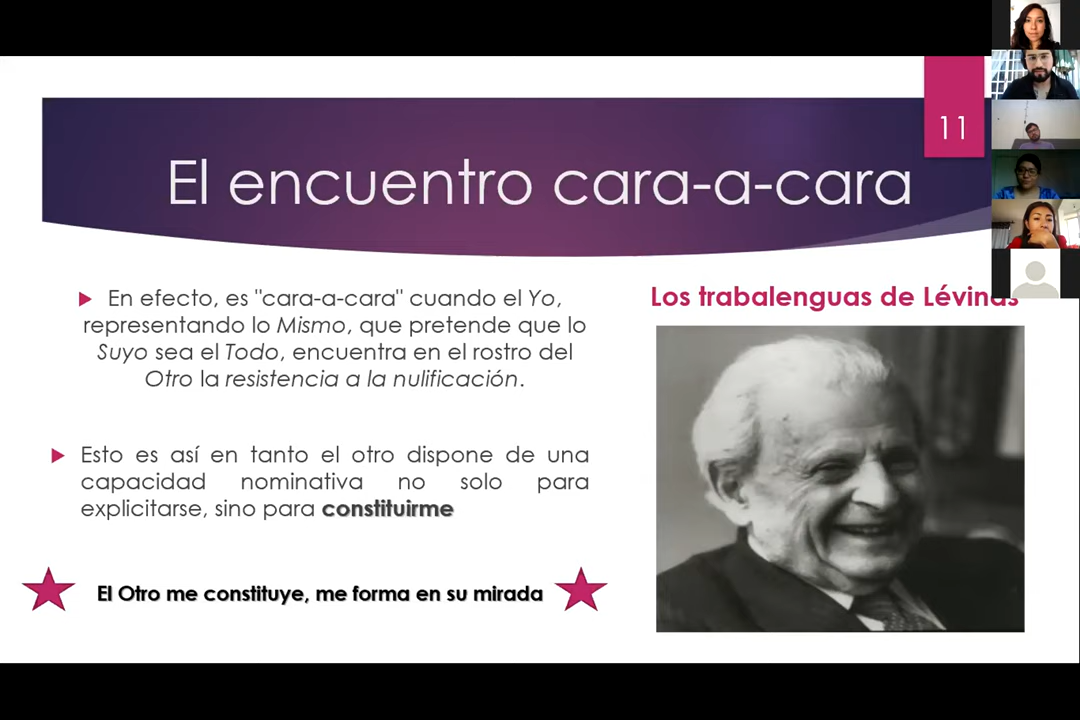 11
El encuentro cara-a-cara
En efecto, es "cara-a-cara" cuando el Yo,
representando lo Mismo, que pretende que lo
Suyo sea el Todo, encuentra en el rostro del
Otro la resistencia a la nulificación.
Esto es así en tanto el otro dispone de una
capacidad nominativa no solo para
explicitarse, sino para constituirme
El Otro me constituye, me forma en su mirada
Los trabalenguas de Lévinas